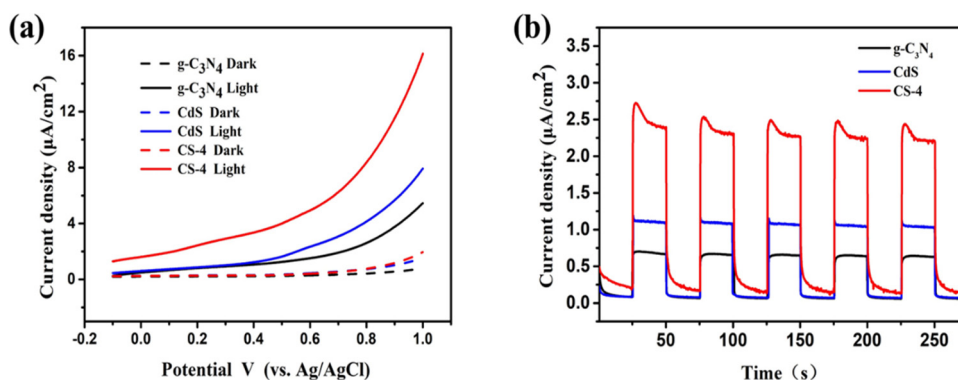 (a)
Current density (μA/cm²)
16
12
8
4
0
g-C₃N₄ Dark
g-C₃N₄ Light
CdS Dark
CdS Light
CS-4 Dark
CS-4 Light
-0.2 0.0 0.2 0.4 0.6 0.8 1.0
Potential V (vs. Ag/AgCl)
(b)
Current density (μA/cm²)
3.5
3.0
2.5
2.0
1.5
1.0
0.5
0.0
g-C₃N₄
CdS
CS-4
0 50 100 150 200 250
Time (s)